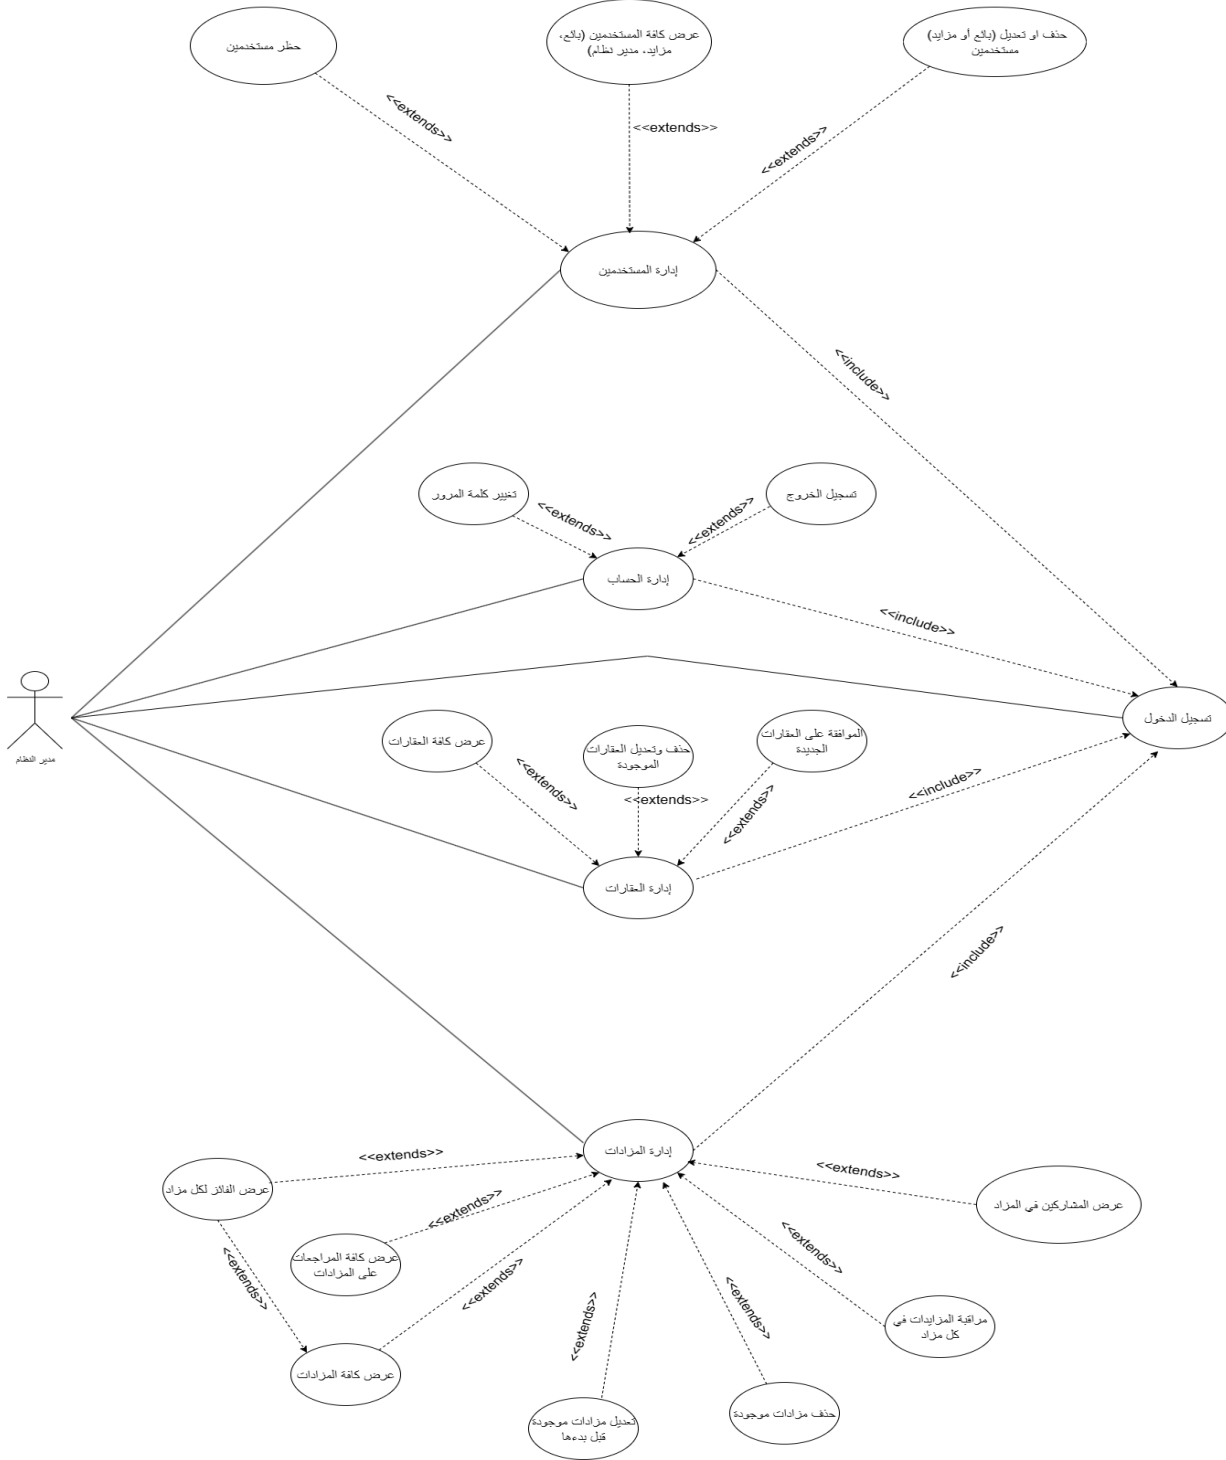 حظر مستخدمين
عرض كافة المستخدمين (بائع،
مزايد، مدير نظام)
حذف او تعديل (بائع أو مزايد)
مستخدمين
<<extends>>
<<extends>>
<<extends>>
إدارة المستخدمين
<<include>>
تغيير كلمة المرور
تسجيل الخروج
<<extends>>
<<extends>>
إدارة الحساب
<<include>>
مدير النظام
تسجيل الدخول
عرض كافة العقارات
حذف وتعديل العقارات
الموجودة
الموافقة على العقارات
الجديدة
<<extends>>
<<extends>>
<<extends>>
<<include>>
إدارة العقارات
<<include>>
إدارة المزادات
<<extends>>
<<extends>>
عرض الفائز لكل مزاد
عرض المشاركين في المزاد
<<extends>>
<<extends>>
عرض كافة المراجعات
على المزادات
<<extends>>
<<extends>>
<<extends>>
<<extends>>
مراقبة المزايدات في
كل مزاد
عرض كافة المزادات
تعديل مزادات موجودة
قبل بدءها
حذف مزادات موجودة